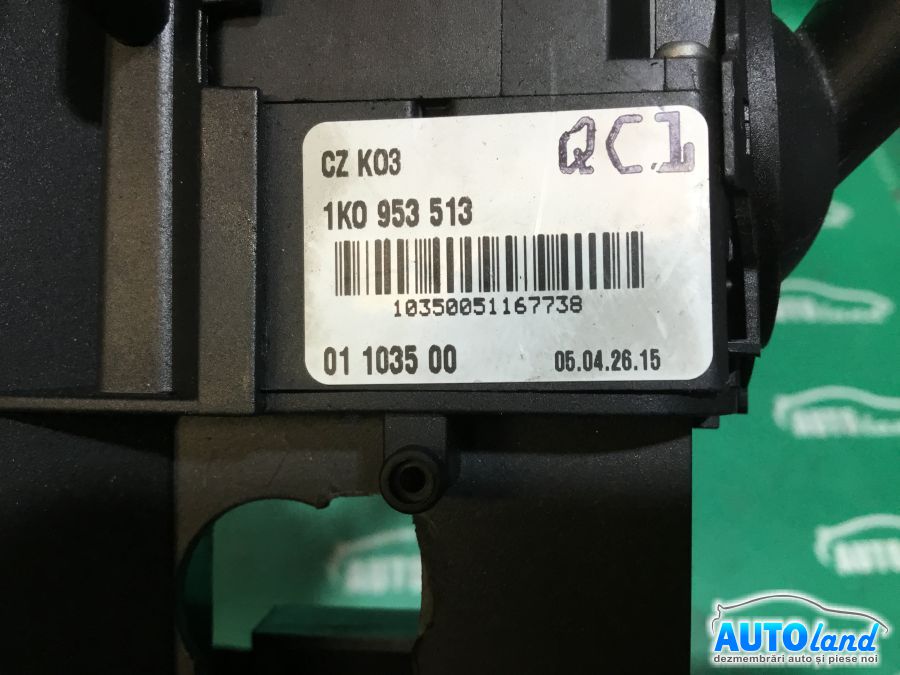 CZ K03
QC1
1K0 953 513
10350051167738
01 1035 00
05.04.26.15
AUTOland
dezmembrări auto și piese noi